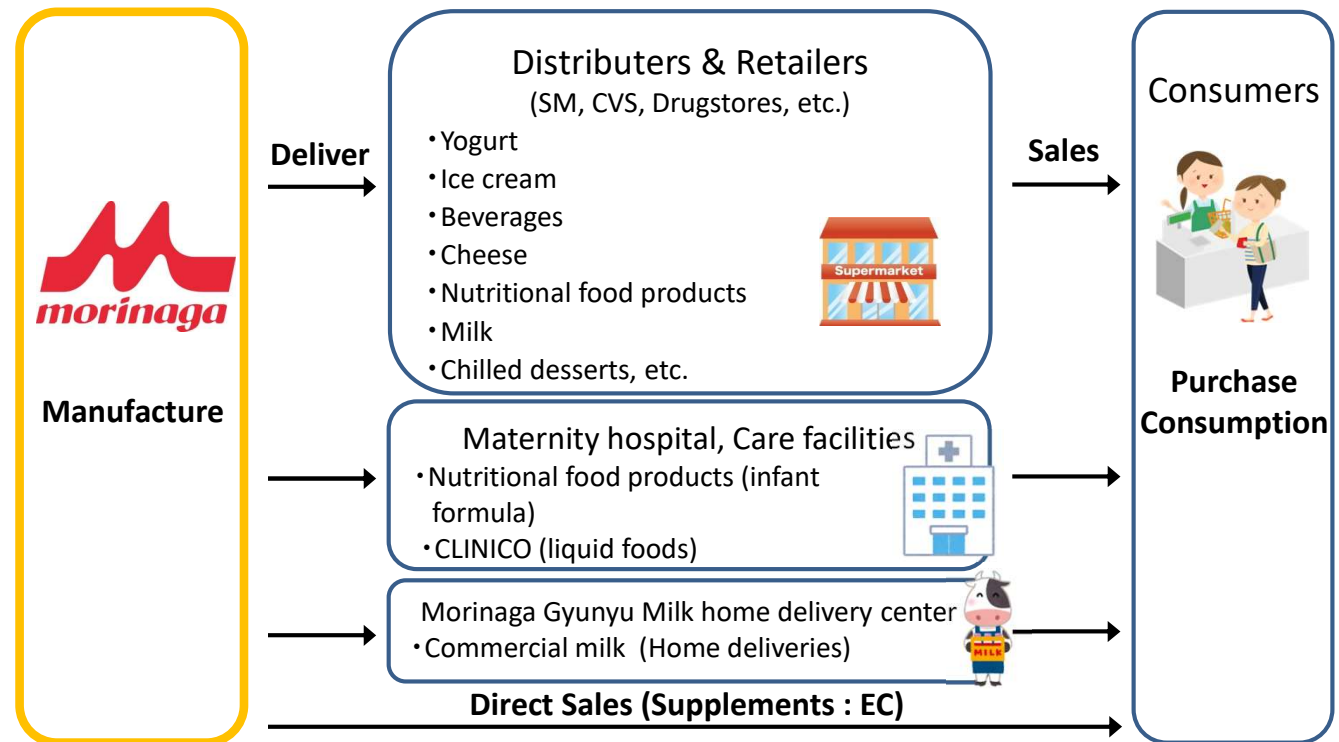 morinaga
Manufacture
Deliver
Distributers & Retailers
(SM, CVS, Drugstores, etc.)
・Yogurt
・Ice cream
・Beverages
・Cheese
・Nutritional food products
・Milk
・Chilled desserts, etc.
Supermarket
Maternity hospital, Care facilities
・Nutritional food products (infant
formula)
・CLINICO (liquid foods)
Morinaga Gyunyu Milk home delivery center
・Commercial milk (Home deliveries)
MILK
Direct Sales (Supplements : EC)
Sales
Consumers
Purchase
Consumption